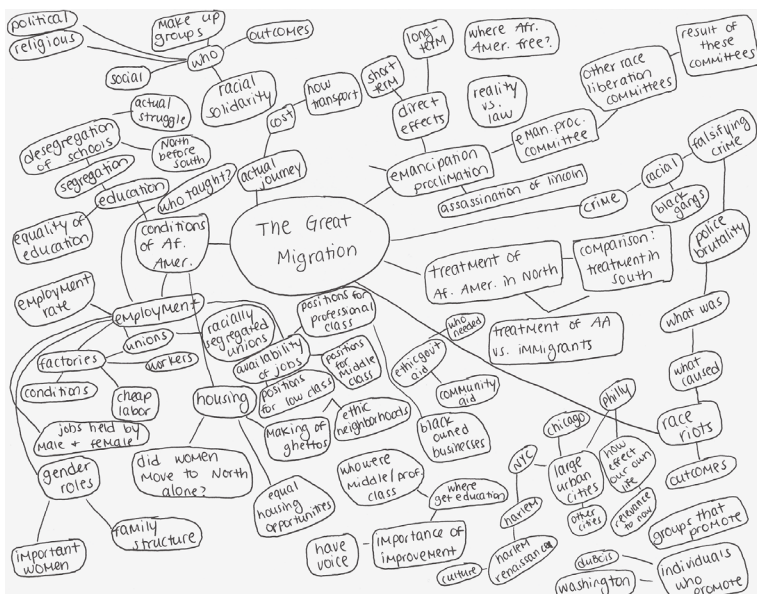 political
religious
make up
groups
outcomes
who
social
racial
solidarity
how
transport
cost
actual
journey
long-
term
short
term
direct
effects
where Afr.
Amer. free?
reality
vs.
law
eman.proc.
committee
other race
liberation
committees
result of
these
committees
emancipation
proclimation
assassination of lincoln
actual
struggle
desegregation
of schools
North
before
south
segregation
education
who taught?
equality of
education
conditions
of Af.
Amer.
The Great
Migration
crime
racial
black
gangs
falsifying
crime
police
brutality
what was
what
caused
race
riots
outcomes
treatment of
Af. Amer. in North
comparison:
treatment in
south
treatment of AA
vs. immigrants
employment
rate
employment
unions
racially
segregated
unions
factories
workers
conditions
cheap
labor
jobs held by
male + female
gender
roles
important
women
family
structure
housing
did women
move to North
alone?
equal
housing
opportunities
making of
ghettos
ethic
neighborhoods
availability
of jobs
positions for
professional
class
positions
for middle
class
positions
for low class
black
owned
businesses
who
needed
ethic govt
aid
community
aid
who were
middle/prof.
class
where
get education
importance of
improvement
have
voice
chicago
philly
NYC
large
urban
cities
other
cities
how
effect
our own
life
relevance
to now
harlem
harlem
renaissance
culture
groups that
promote
duBois
washington
individuals
who
promote